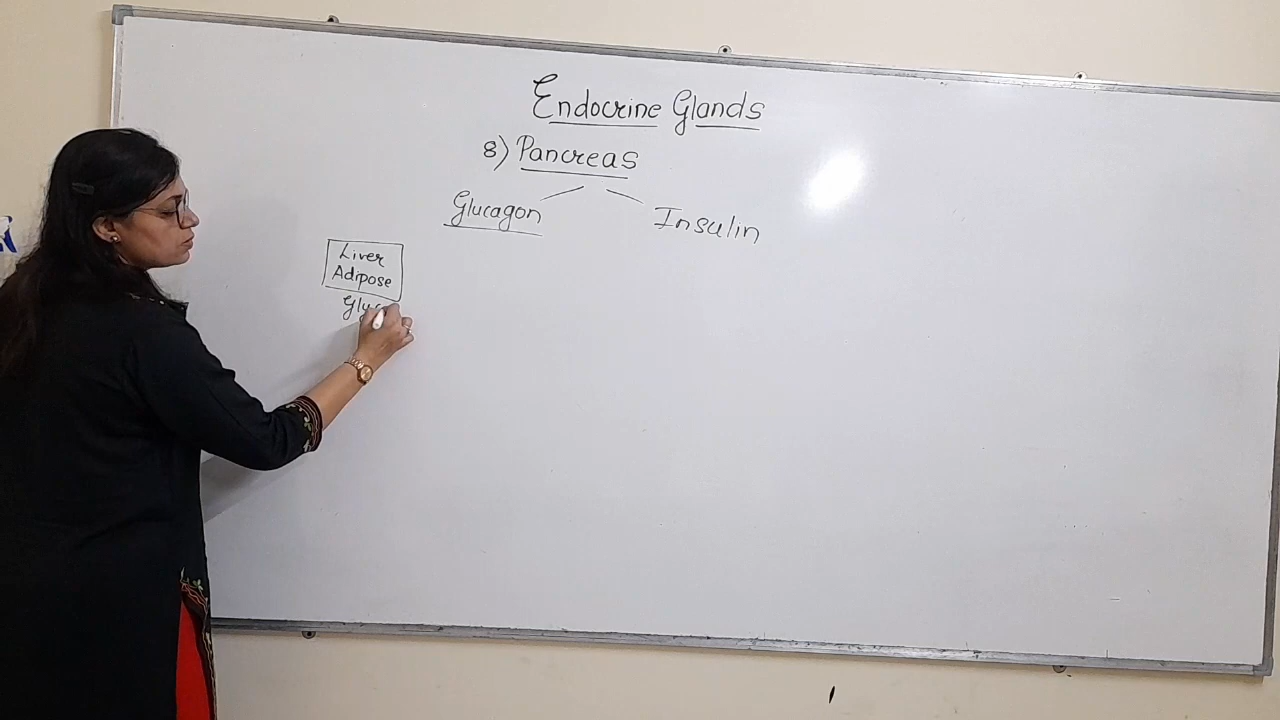 Endocrine Glands
8) Pancreas
Glucagon Insulin
Liver
Adipose